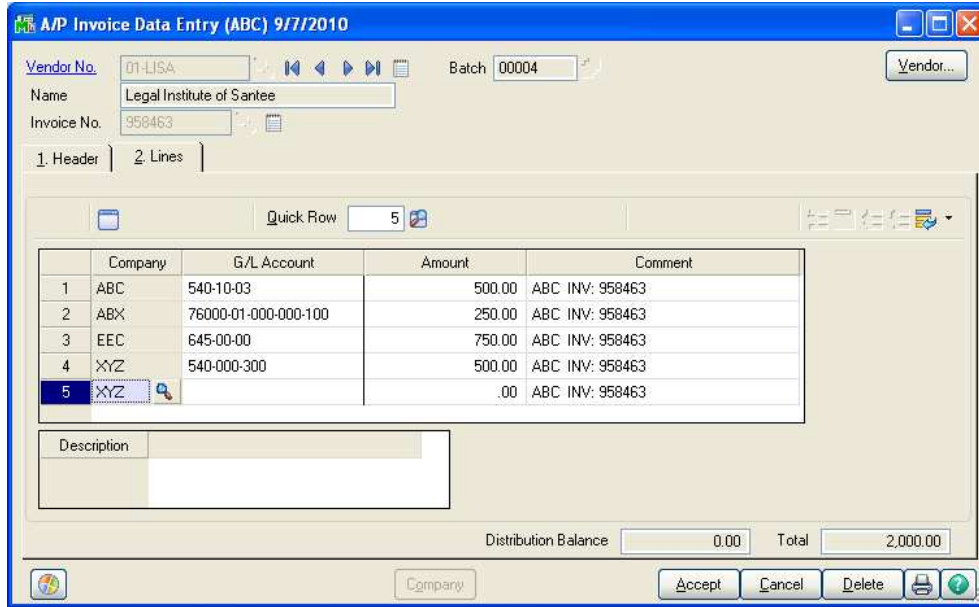 A/P Invoice Data Entry (ABC) 9/7/2010
Vendor No. 01-LISA Batch 00004 Vendor...
Name Legal Institute of Santee
Invoice No. 958463
1. Header 2. Lines
Quick Row 5
Company G/L Account Amount Comment
1 ABC 540-10-03 500.00 ABC INV: 958463
2 ABX 76000-01-000-000-100 250.00 ABC INV: 958463
3 EEC 645-00-00 750.00 ABC INV: 958463
4 XYZ 540-000-300 500.00 ABC INV: 958463
5 XYZ .00 ABC INV: 958463
Description
Distribution Balance 0.00 Total 2,000.00
Company Accept Cancel Delete